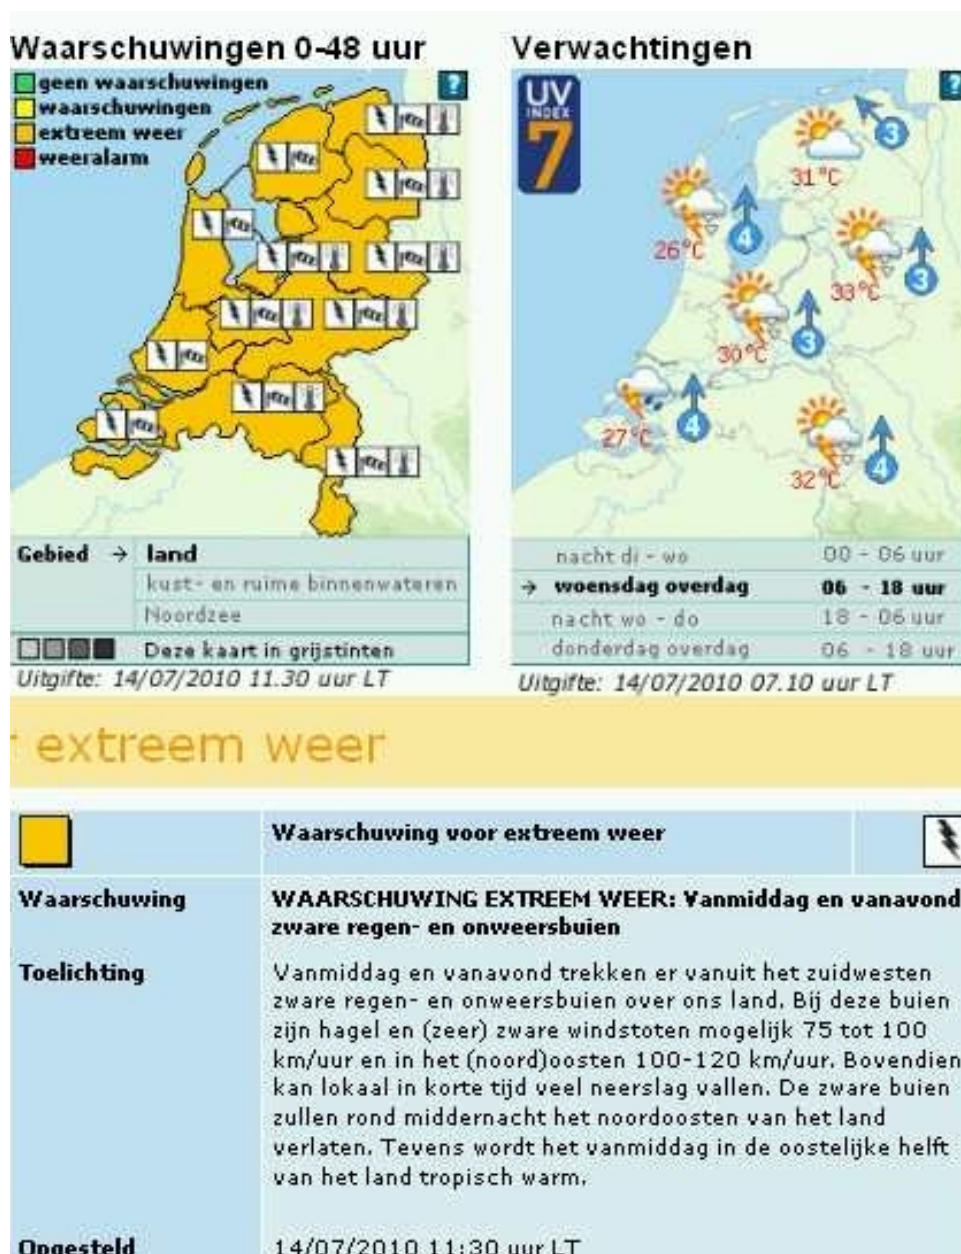 Waarschuwingen 0-48 uur
geen waarschuwingen
waarschuwingen
extreem weer
weeralarm
?
Gebied → land
kust- en ruime binnenwateren
Noordzee
Deze kaart in grijstinten
Uitgifte: 14/07/2010 11.30 uur LT
Verwachtingen
?
UV
INDEX
7
3
31°C
26°C
4
33°C
3
30°C
3
27°C
4
32°C
4
nacht di - wo 00 - 06 uur
→ woensdag overdag 06 - 18 uur
nacht wo - do 18 - 06 uur
donderdag overdag 06 - 18 uur
Uitgifte: 14/07/2010 07.10 uur LT
extreem weer
Waarschuwing voor extreem weer
Waarschuwing WAARSCHUWING EXTREEM WEER: Vanmiddag en vanavond
zware regen- en onweersbuien
Toelichting Vanmiddag en vanavond trekken er vanuit het zuidwesten
zware regen- en onweersbuien over ons land. Bij deze buien
zijn hagel en (zeer) zware windstoten mogelijk 75 tot 100
km/uur en in het (noord)oosten 100-120 km/uur. Bovendien
kan lokaal in korte tijd veel neerslag vallen. De zware buien
zullen rond middernacht het noordoosten van het land
verlaten. Tevens wordt het vanmiddag in de oostelijke helft
van het land tropisch warm.
Opgesteld 14/07/2010 11:30 uur LT